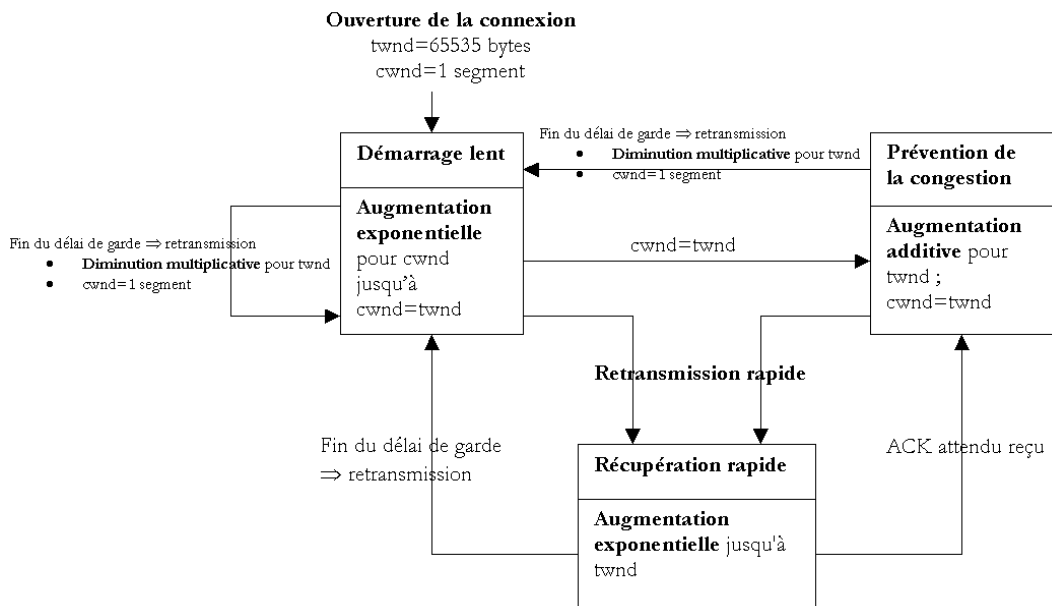 Ouverture de la connexion
twnd=65535 bytes
cwnd=1 segment
Démarrage lent
Augmentation
exponentielle
pour cwnd
jusqu'à
cwnd=twnd
Fin du délai de garde ⇒ retransmission
• Diminution multiplicative pour twnd
• cwnd=1 segment
Prévention de
la congestion
Augmentation
additive pour
twnd ;
cwnd=twnd
Fin du délai de garde ⇒ retransmission
• Diminution multiplicative pour twnd
• cwnd=1 segment
cwnd=twnd
Retransmission rapide
Fin du délai de garde
⇒ retransmission
ACK attendu reçu
Récupération rapide
Augmentation
exponentielle jusqu'à
twnd